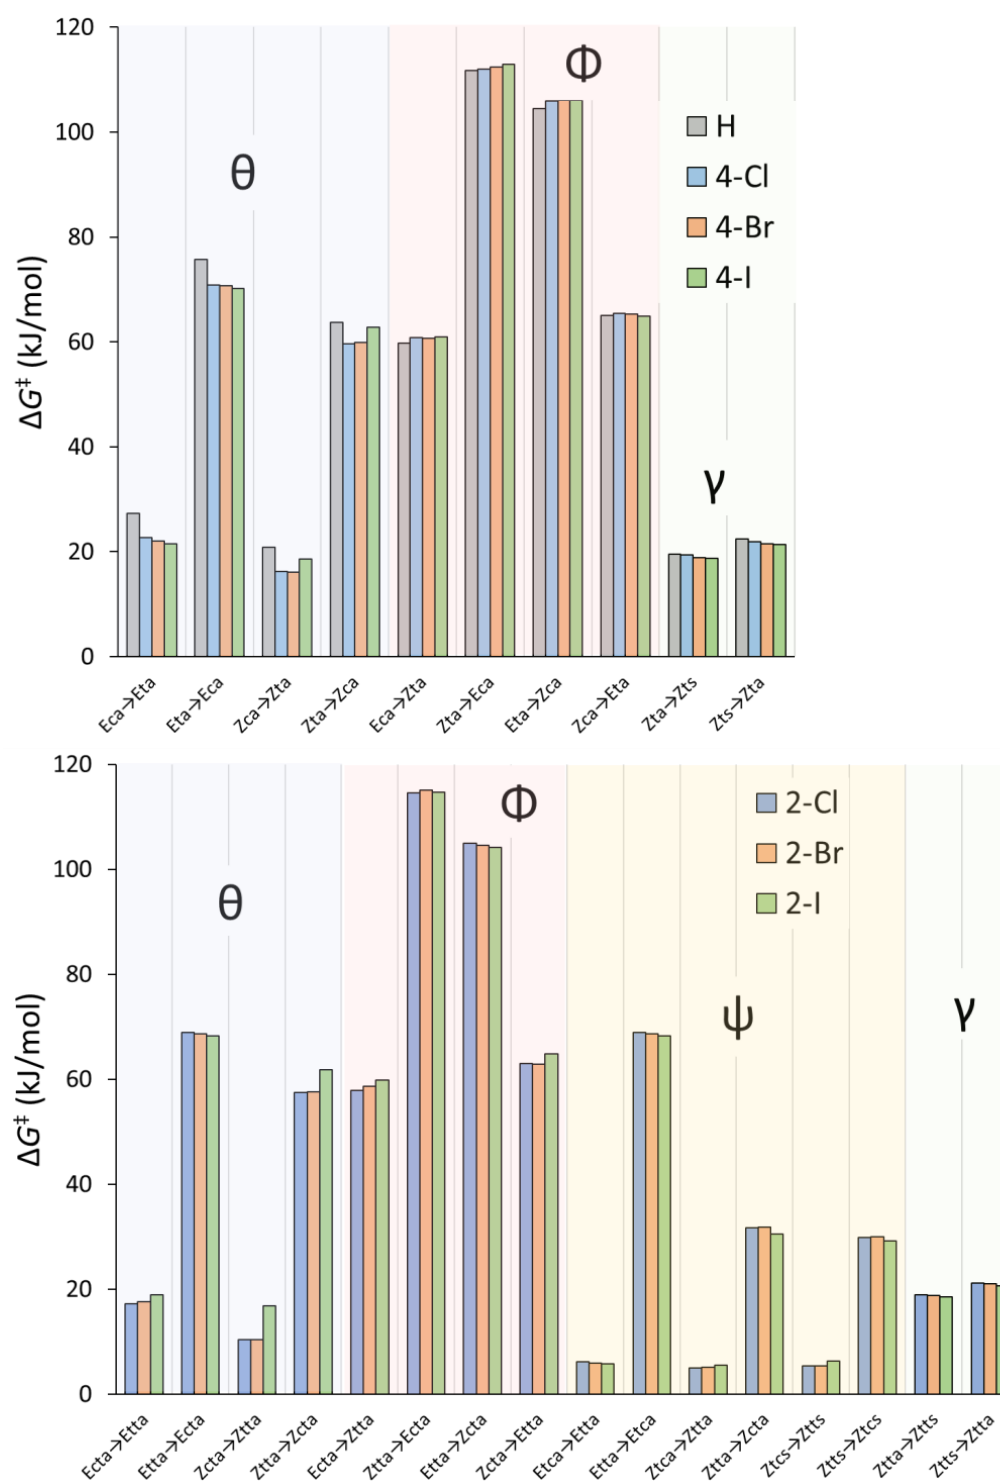 120
100
80
60
40
20
0
ΔG‡ (kJ/mol)
θ
Φ
γ
H
4-Cl
4-Br
4-I
Eca→Eta
Eta→Eca
Zca→Zta
Zta→Zca
Eca→Zta
Zta→Eca
Eta→Zca
Zca→Eta
Zta→Zts
Zts→Zta
120
100
80
60
40
20
0
ΔG‡ (kJ/mol)
θ
Φ
ψ
γ
2-Cl
2-Br
2-I
Ecta→Etta
Etta→Ecta
Zcta→Ztta
Ztta→Zcta
Ecta→Ztta
Ztta→Ecta
Etta→Zcta
Zcta→Etta
Etca→Etta
Etta→Etca
Ztca→Ztta
Ztta→Zcta
Ztcs→Ztts
Ztts→Ztcs
Ztta→Ztts
Ztts→Ztta